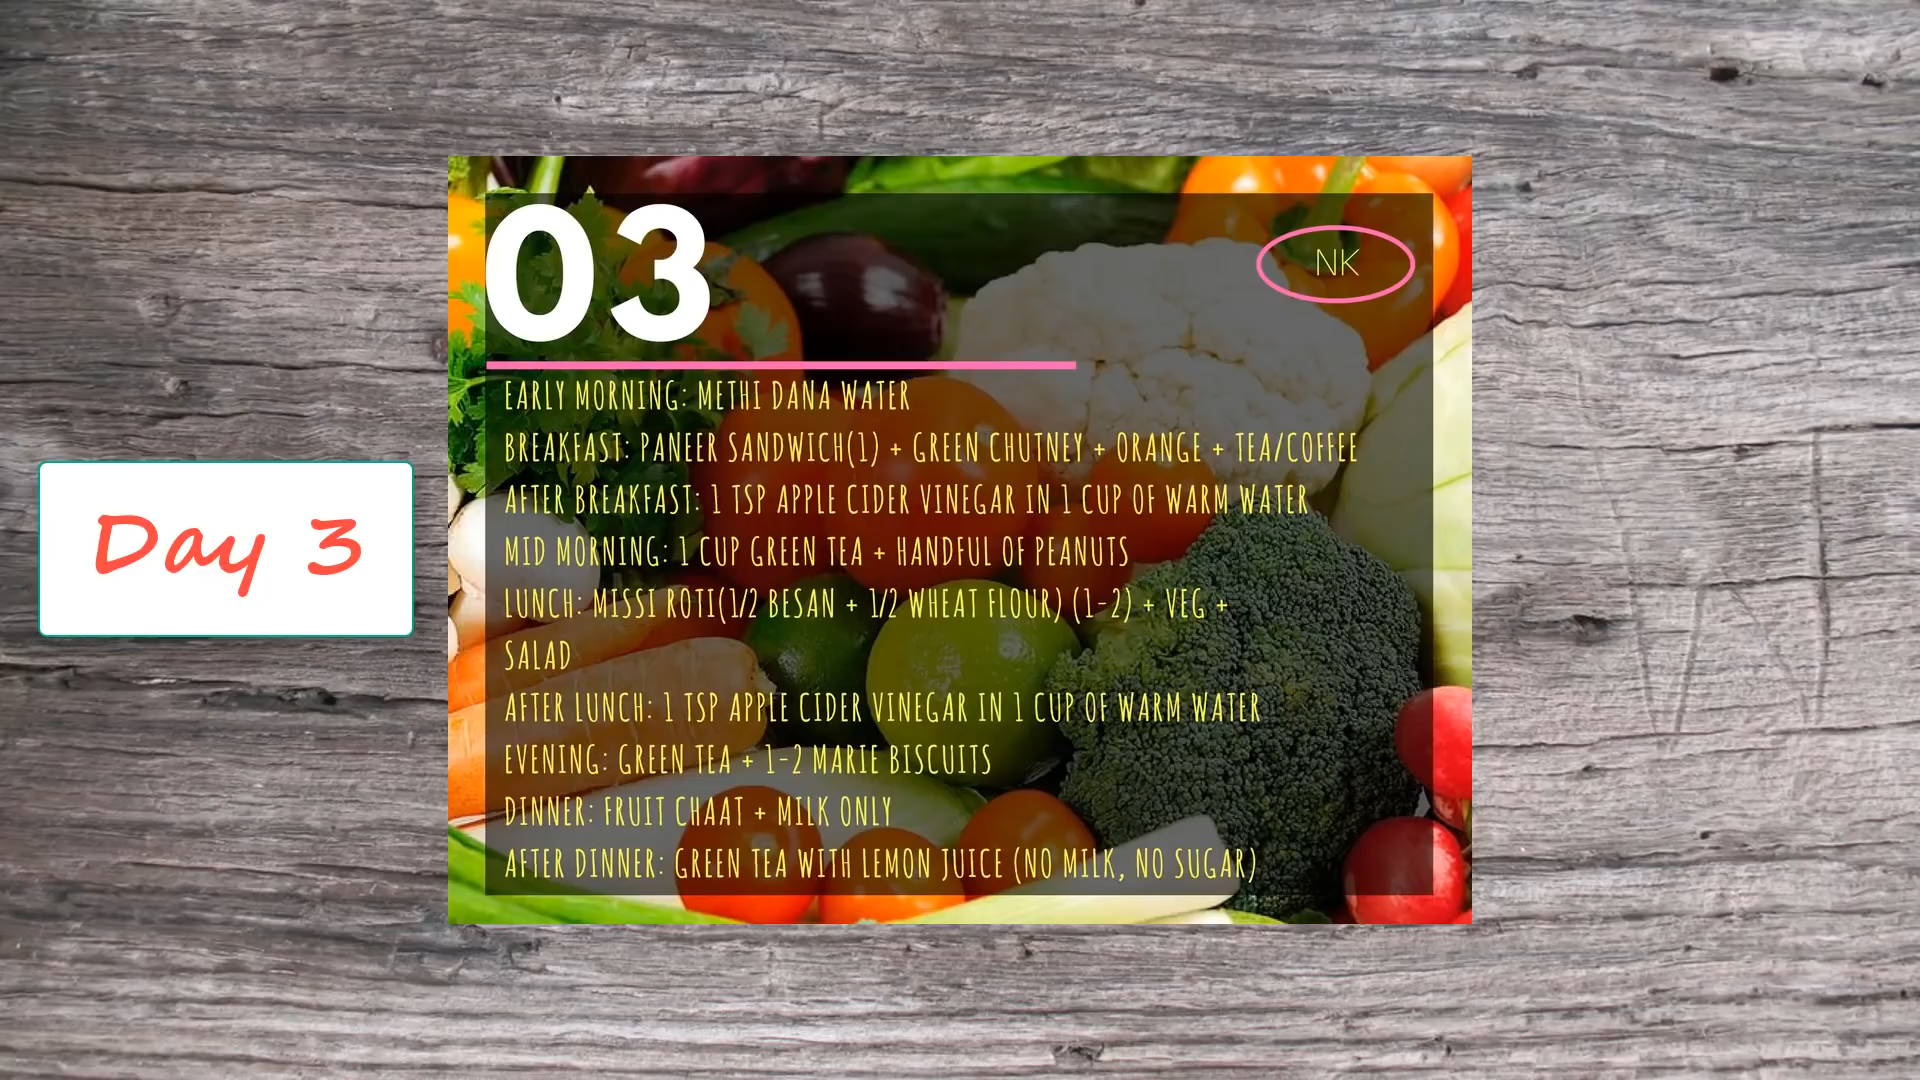 03
NK
EARLY MORNING: METHI DANA WATER
BREAKFAST: PANEER SANDWICH(1) + GREEN CHUTNEY + ORANGE + TEA/COFFEE
AFTER BREAKFAST: 1 TSP APPLE CIDER VINEGAR IN 1 CUP OF WARM WATER
MID MORNING: 1 CUP GREEN TEA + HANDFUL OF PEANUTS
LUNCH: MISSI ROTI(1/2 BESAN + 1/2 WHEAT FLOUR) (1-2) + VEG +
SALAD
AFTER LUNCH: 1 TSP APPLE CIDER VINEGAR IN 1 CUP OF WARM WATER
EVENING: GREEN TEA + 1-2 MARIE BISCUITS
DINNER: FRUIT CHAAT + MILK ONLY
AFTER DINNER: GREEN TEA WITH LEMON JUICE (NO MILK, NO SUGAR)
Day 3